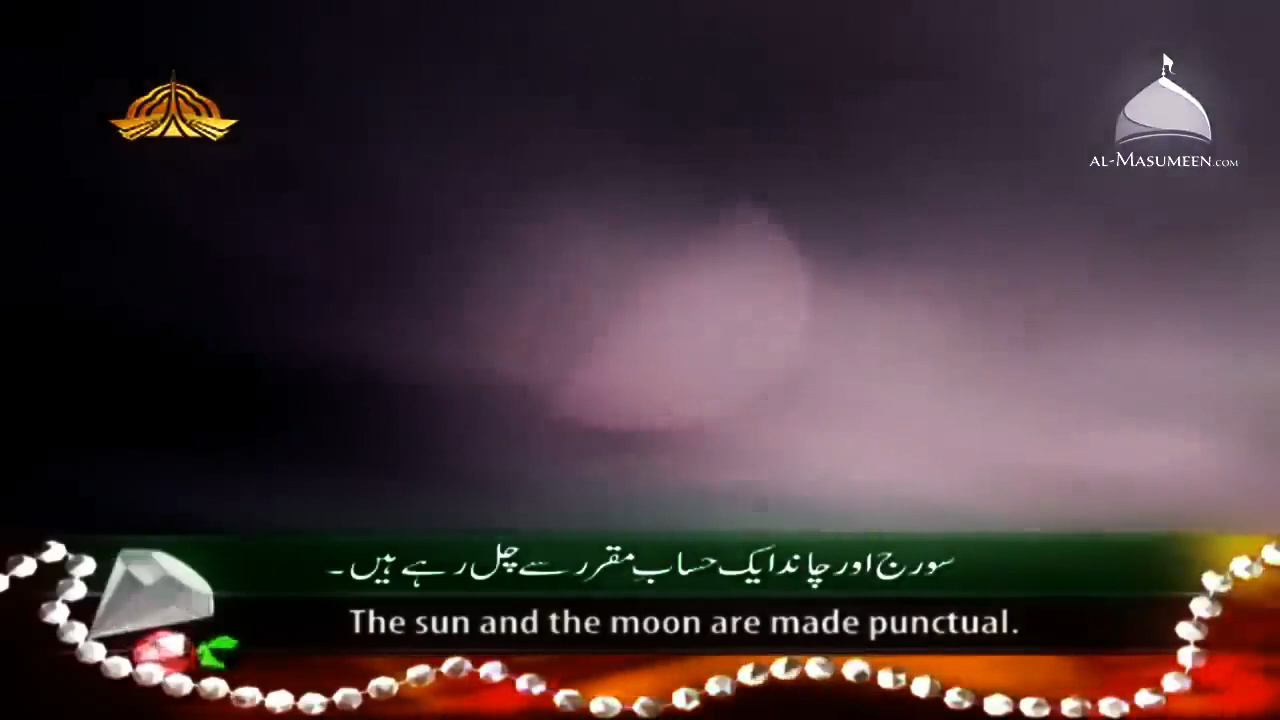 AL-MASUMEEN.COM
سورج اور چاند ایک حسابِ مقرر سے چل رہے ہیں۔
The sun and the moon are made punctual.